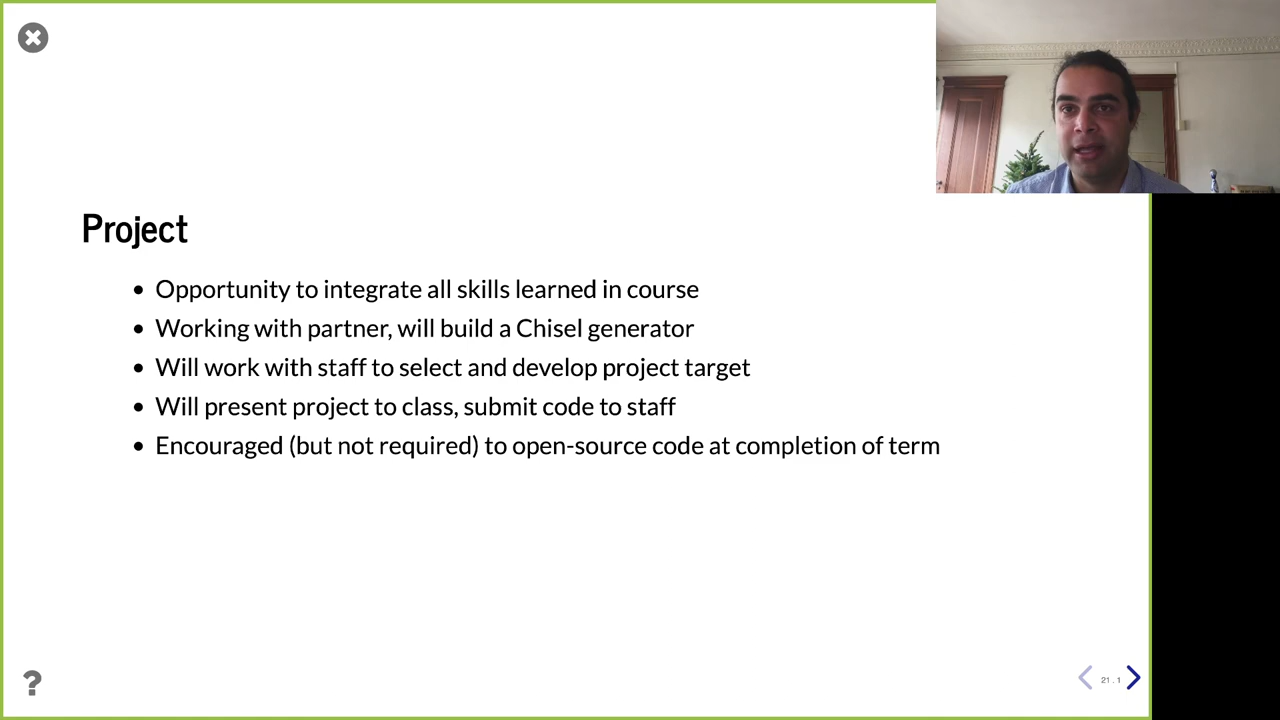 Project
Opportunity to integrate all skills learned in course
Working with partner, will build a Chisel generator
Will work with staff to select and develop project target
Will present project to class, submit code to staff
Encouraged (but not required) to open-source code at completion of term
?
21 . 1